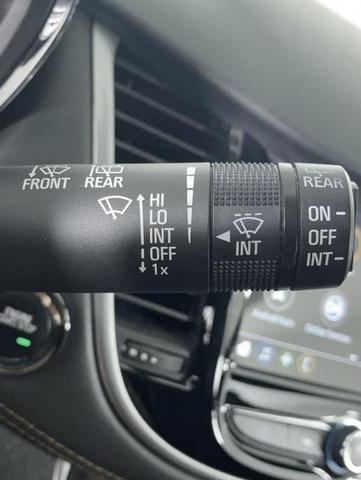 FRONT REAR
HI
LO
INT
OFF
1x
INT
REAR
ON
OFF
INT